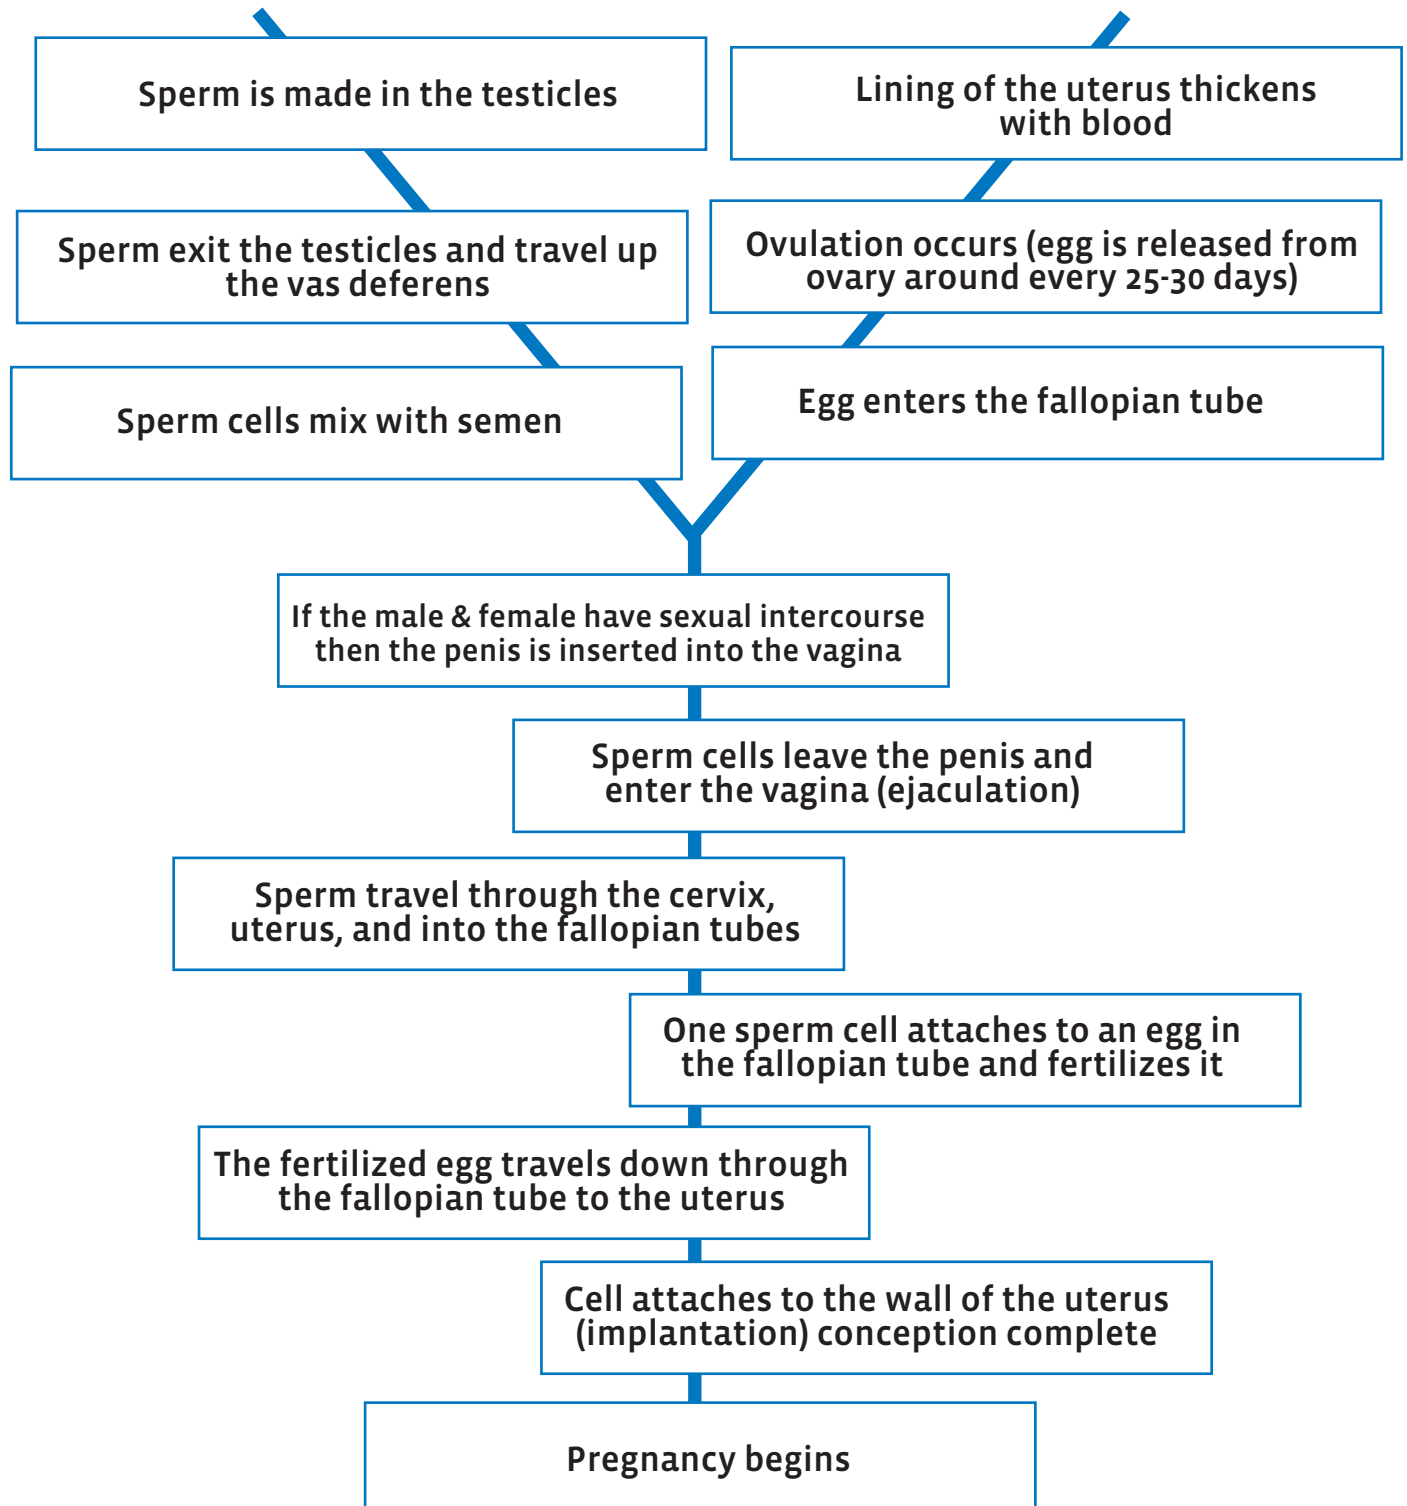 Sperm is made in the testicles
Lining of the uterus thickens
with blood
Sperm exit the testicles and travel up
the vas deferens
Ovulation occurs (egg is released from
ovary around every 25-30 days)
Sperm cells mix with semen
Egg enters the fallopian tube
If the male & female have sexual intercourse
then the penis is inserted into the vagina
Sperm cells leave the penis and
enter the vagina (ejaculation)
Sperm travel through the cervix,
uterus, and into the fallopian tubes
One sperm cell attaches to an egg in
the fallopian tube and fertilizes it
The fertilized egg travels down through
the fallopian tube to the uterus
Cell attaches to the wall of the uterus
(implantation) conception complete
Pregnancy begins